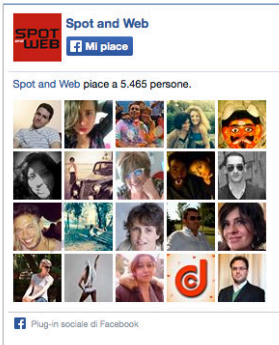 SPOT
and
WEB
Spot and Web
Mi piace
Spot and Web piace a 5.465 persone.
Plug-in sociale di Facebook